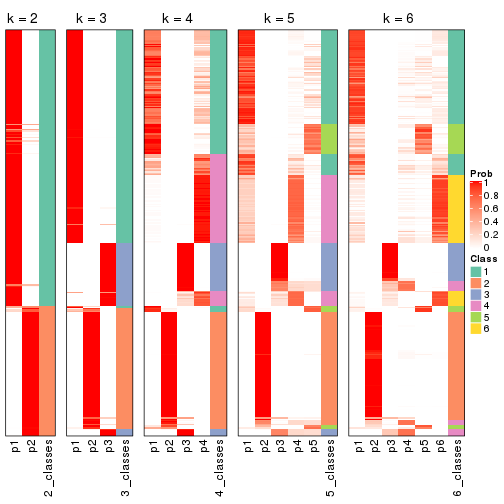 k = 2
k = 3
k = 4
k = 5
k = 6
p1
p2
2_classes
p1
p2
p3
3_classes
p1
p2
p3
p4
4_classes
p1
p2
p3
p4
p5
5_classes
p1
p2
p3
p4
p5
p6
6_classes
Prob
1
0.8
0.6
0.4
0.2
0
Class
1
2
3
4
5
6